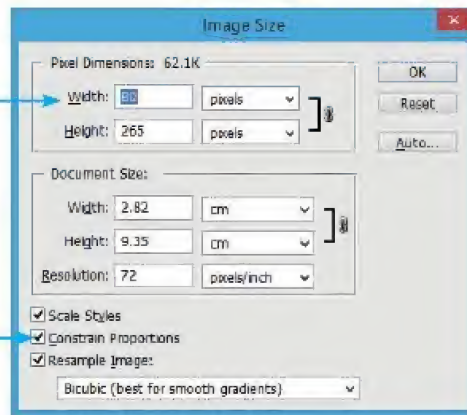 Image Size
Pixel Dimensions: 62.1K
Width: 80 pixels
Height: 265 pixels
OK
Reset
Auto...
Document Size:
Width: 2.82 cm
Height: 9.35 cm
Resolution: 72 pixels/inch
Scale Styles
Constrain Proportions
Resample Image:
Bicubic (best for smooth gradients)